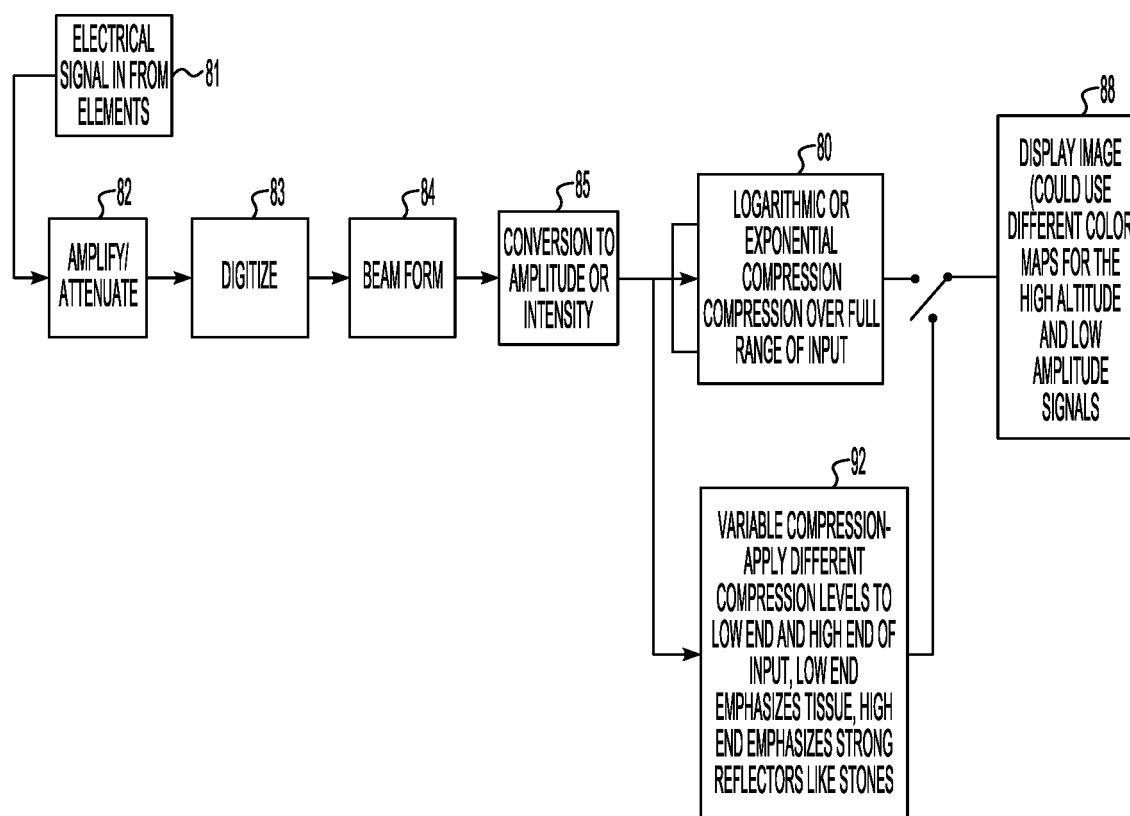 ELECTRICAL
SIGNAL IN FROM
ELEMENTS
81
82
AMPLIFY/
ATTENUATE
83
DIGITIZE
84
BEAM FORM
85
CONVERSION TO
AMPLITUDE OR
INTENSITY
80
LOGARITHMIC OR
EXPONENTIAL
COMPRESSION
COMPRESSION OVER FULL
RANGE OF INPUT
92
VARIABLE COMPRESSION-
APPLY DIFFERENT
COMPRESSION LEVELS TO
LOW END AND HIGH END OF
INPUT, LOW END
EMPHASIZES TISSUE, HIGH
END EMPHASIZES STRONG
REFLECTORS LIKE STONES
88
DISPLAY IMAGE
(COULD USE
DIFFERENT COLOR
MAPS FOR THE
HIGH ALTITUDE
AND LOW
AMPLITUDE
SIGNALS